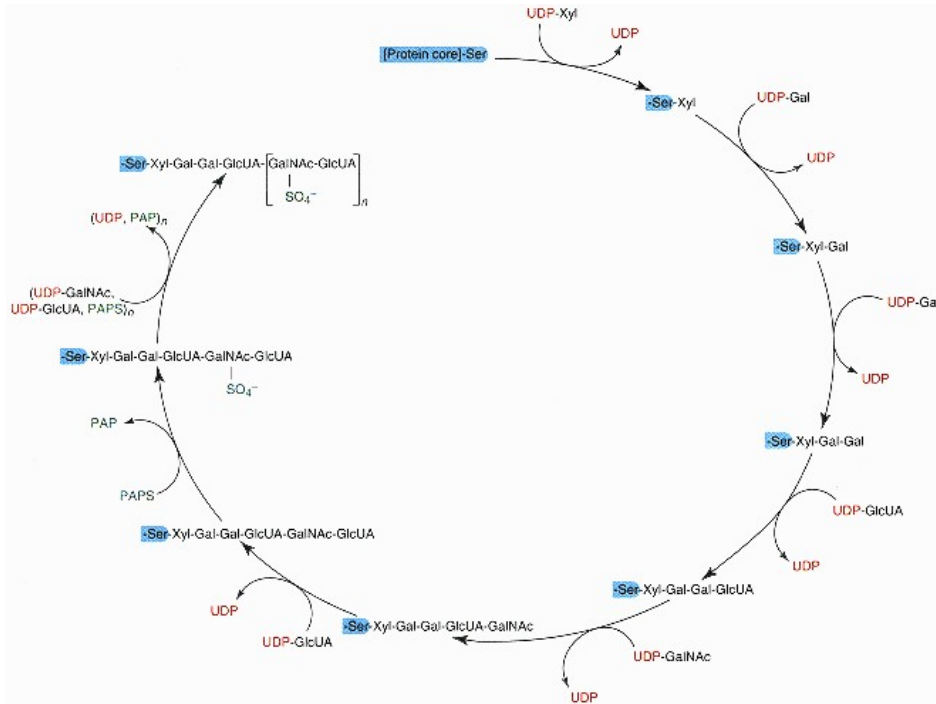 UDP-Xyl
UDP
[Protein core]-Ser
-Ser-Xyl
UDP-Gal
UDP
-Ser-Xyl-Gal
UDP-Ga
UDP
-Ser-Xyl-Gal-Gal
UDP-GlcUA
UDP
-Ser-Xyl-Gal-Gal-GlcUA
UDP-GalNAc
UDP
-Ser-Xyl-Gal-Gal-GlcUA-GalNAc
UDP-GlcUA
UDP
-Ser-Xyl-Gal-Gal-GlcUA-GalNAc-GlcUA
PAPS
PAP
-Ser-Xyl-Gal-Gal-GlcUA-GalNAc-GlcUA
SO₄⁻
(UDP-GalNAc,
UDP-GlcUA, PAPS)n
(UDP, PAP)n
-Ser-Xyl-Gal-Gal-GlcUA-[GalNAc-GlcUA]n
SO₄⁻